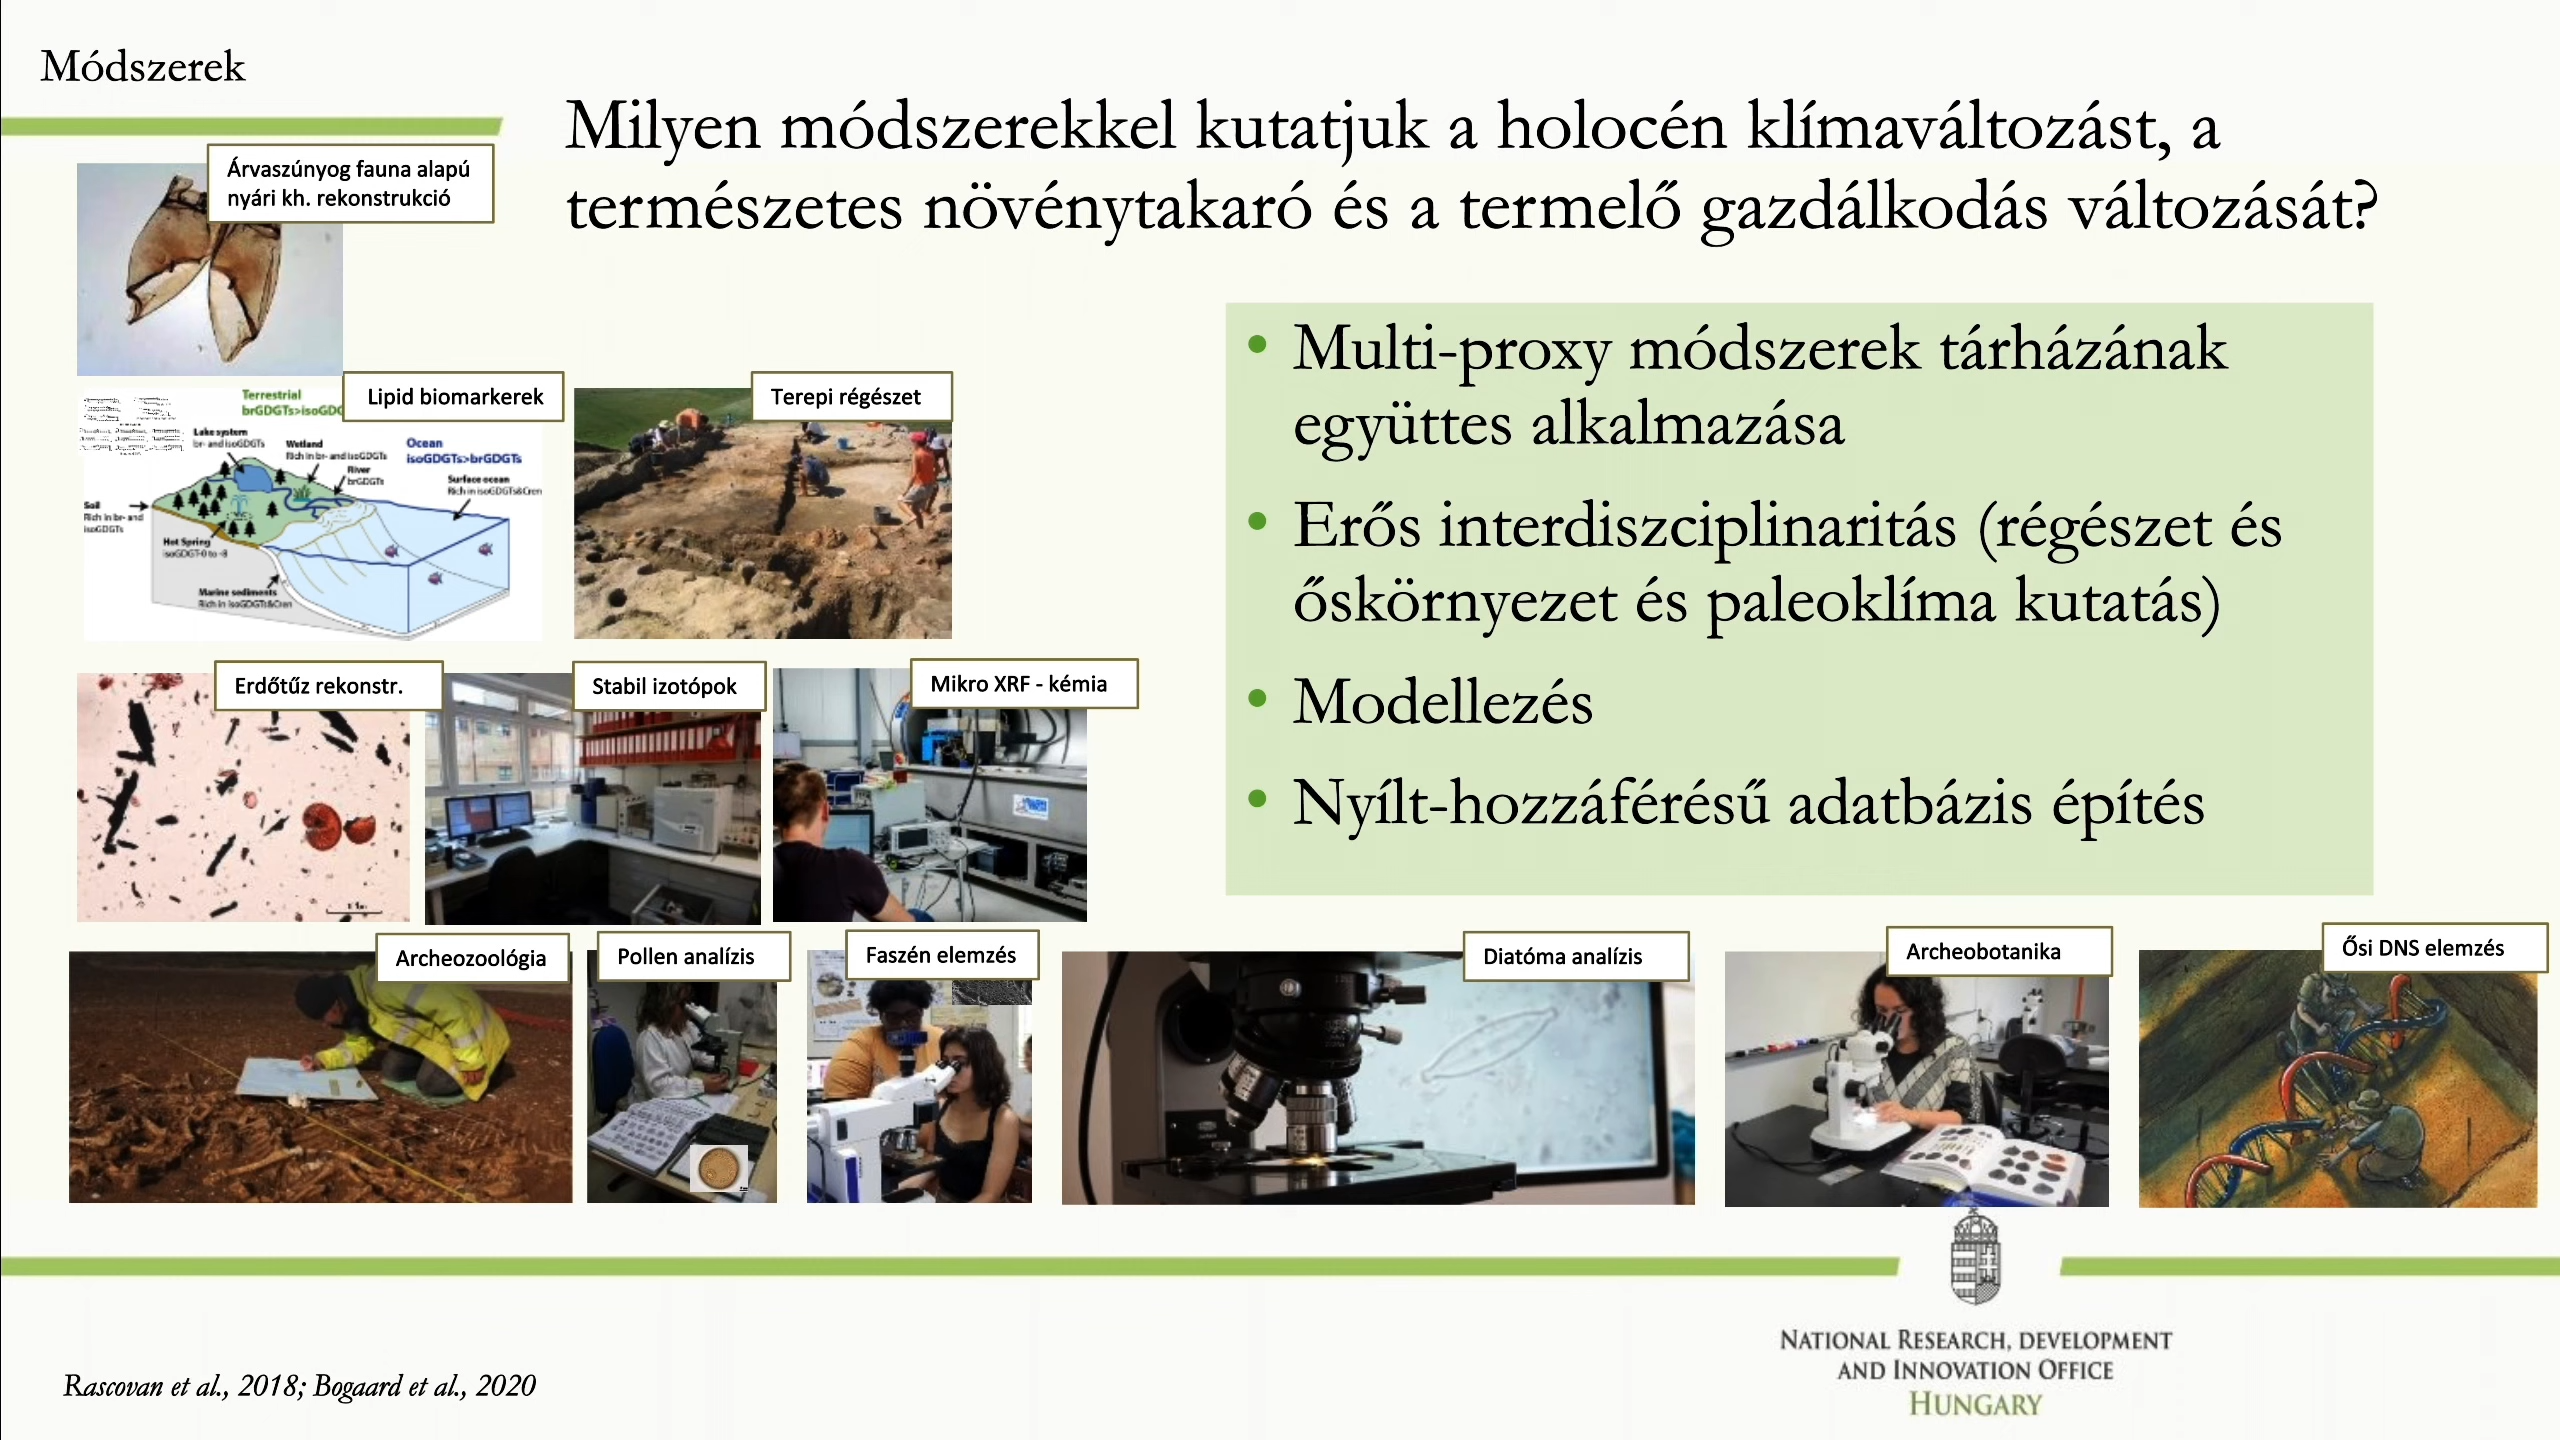 Módszerek
Milyen módszerekkel kutatjuk a holocén klímaváltozást, a
természetes növénytakaró és a termelő gazdálkodás változását?
Árvaszúnyog fauna alapú
nyári kh. rekonstrukció
Lipid biomarkerek
Terrestrial
brGDGTs>isoGDG
Lake system
br- and isoGDGTs
Wetland
Rich in br- and isoGDGTs
River
brGDGTs
Ocean
isoGDGTs>brGDGTs
Surface ocean
Rich in isoGDGTs&Cren
Soil
Rich in br- and
isoGDGTs
Hot Spring
Marine sediments
Rich in isoGDGTs&Cren
Terepi régészet
• Multi-proxy módszerek tárházának
együttes alkalmazása
• Erős interdiszciplinaritás (régészet és
őskörnyezet és paleoklíma kutatás)
• Modellezés
• Nyílt-hozzáférésű adatbázis építés
Erdőtűz rekonstr.
Stabil izotópok
Mikro XRF - kémia
Archeozoológia
Pollen analízis
Faszén elemzés
Diatóma analízis
Archeobotanika
Ősi DNS elemzés
NATIONAL RESEARCH, DEVELOPMENT
AND INNOVATION OFFICE
HUNGARY
Rascovan et al., 2018; Bogaard et al., 2020